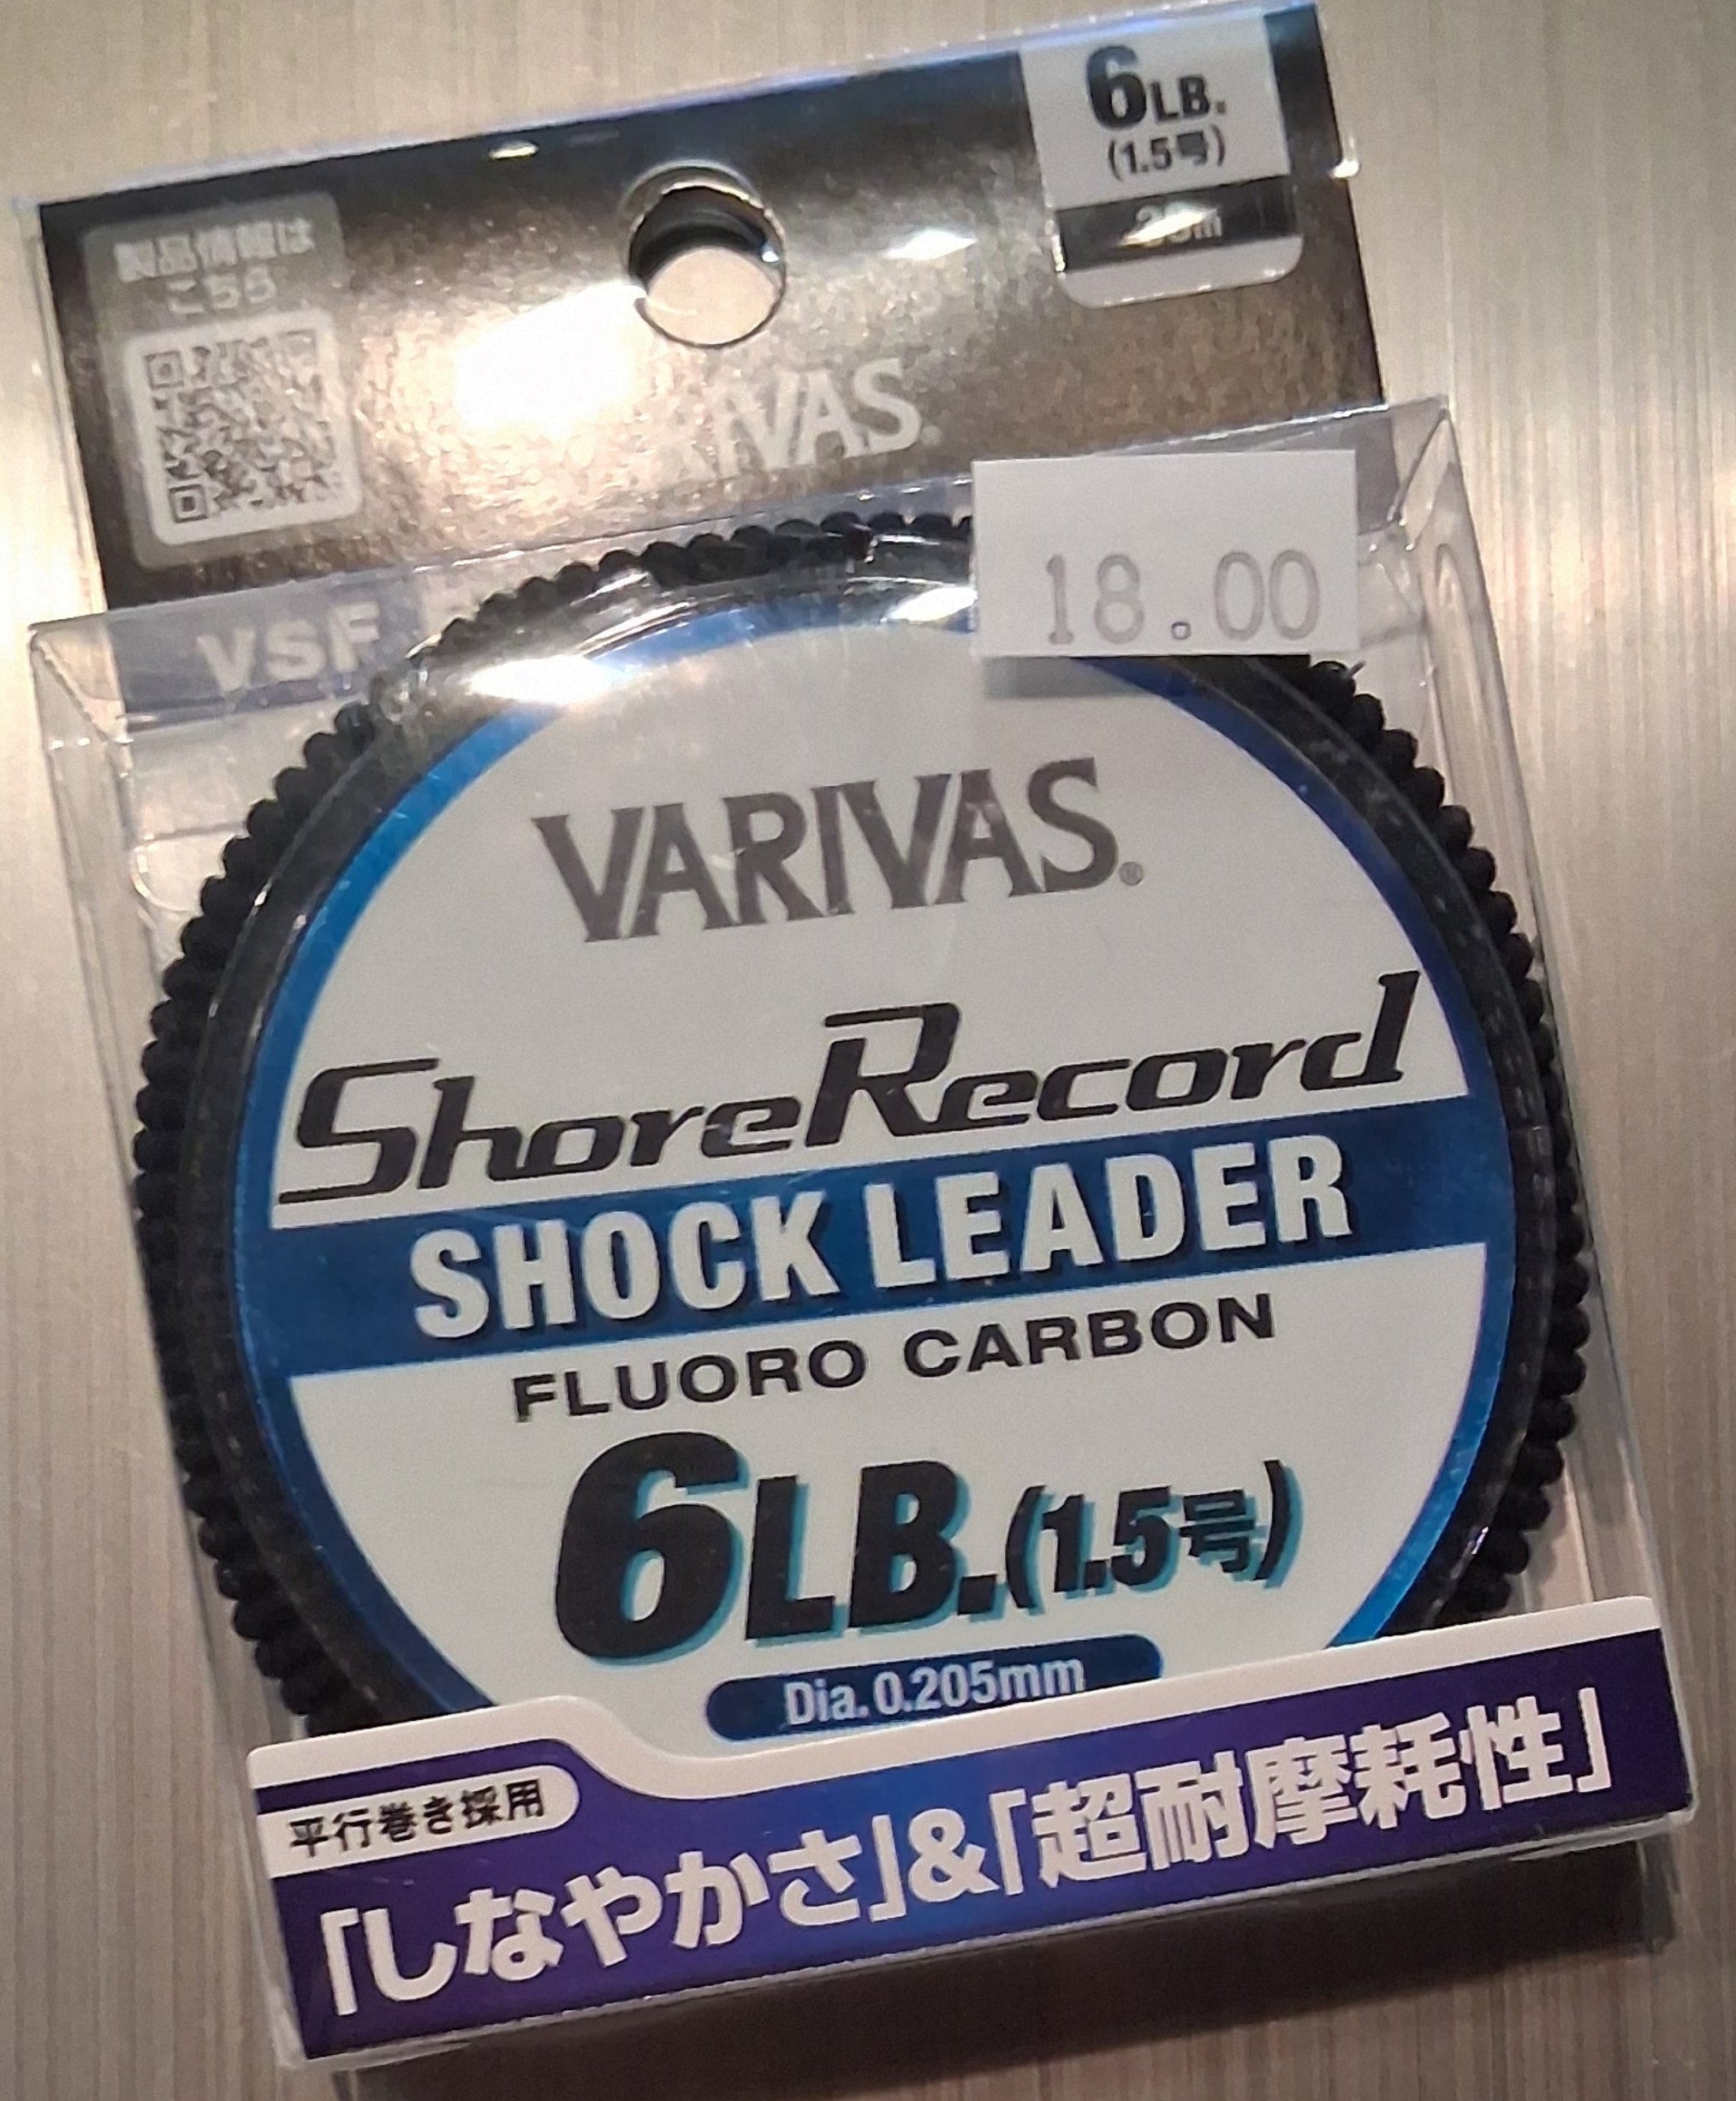 6LB.
(1.5号)
製品情報は
こちら
VARIVAS.
18.00
VSF
VARIVAS®
ShoreRecord
SHOCK LEADER
FLUORO CARBON
6LB.(1.5号)
Dia.0.205mm
平行巻き採用
「しなやかさ」&「超耐摩耗性」